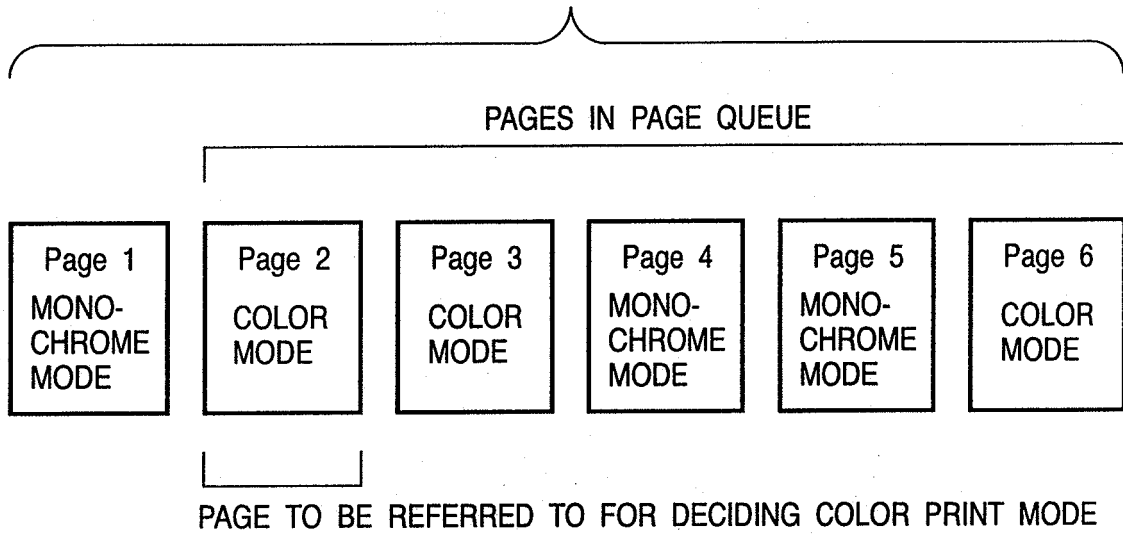 PAGES IN PAGE QUEUE
Page 1
MONO-
CHROME
MODE
Page 2
COLOR
MODE
Page 3
COLOR
MODE
Page 4
MONO-
CHROME
MODE
Page 5
MONO-
CHROME
MODE
Page 6
COLOR
MODE
PAGE TO BE REFERRED TO FOR DECIDING COLOR PRINT MODE